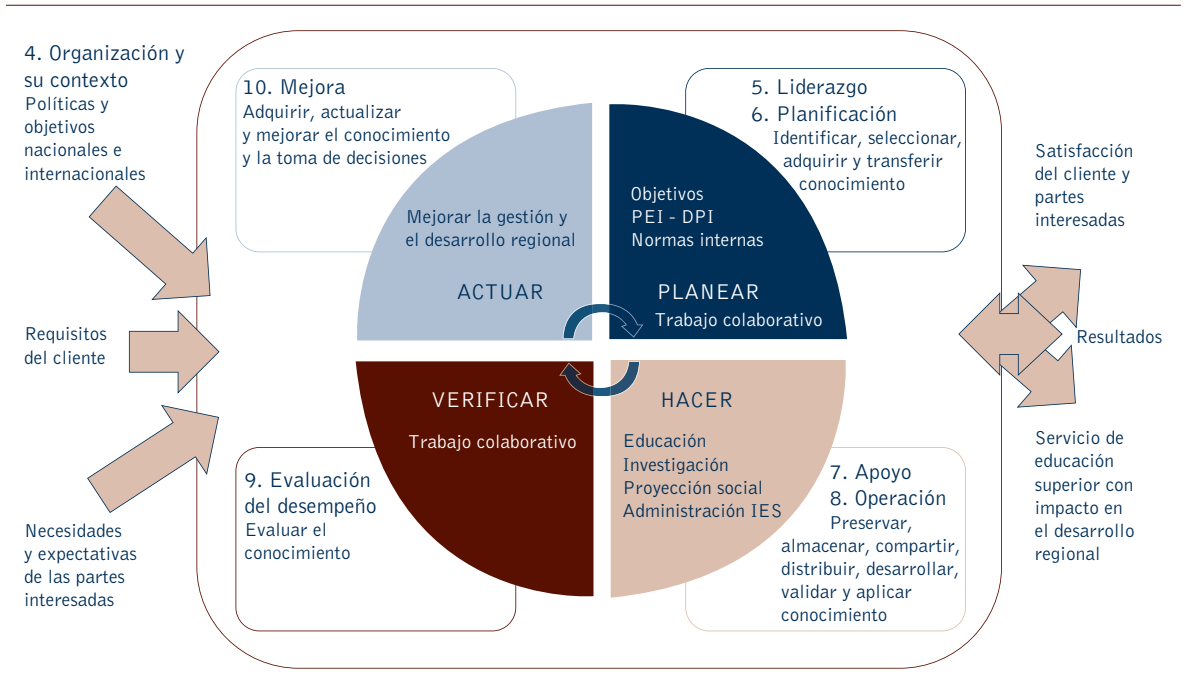 4. Organización y
su contexto
Políticas y
objetivos
nacionales e
internacionales
Requisitos
del cliente
Necesidades
y expectativas
de las partes
interesadas
10. Mejora
Adquirir, actualizar
y mejorar el conocimiento
y la toma de decisiones
Mejorar la gestión y
el desarrollo regional
ACTUAR
5. Liderazgo
6. Planificación
Identificar, seleccionar,
adquirir y transferir
conocimiento
Objetivos
PEI - DPI
Normas internas
PLANEAR
Trabajo colaborativo
VERIFICAR
Trabajo colaborativo
9. Evaluación
del desempeño
Evaluar el
conocimiento
HACER
Educación
Investigación
Proyección social
Administración IES
7. Apoyo
8. Operación
Preservar,
almacenar, compartir,
distribuir, desarrollar,
validar y aplicar
conocimiento
Satisfacción
del cliente y
partes
interesadas
Resultados
Servicio de
educación
superior con
impacto en
el desarrollo
regional